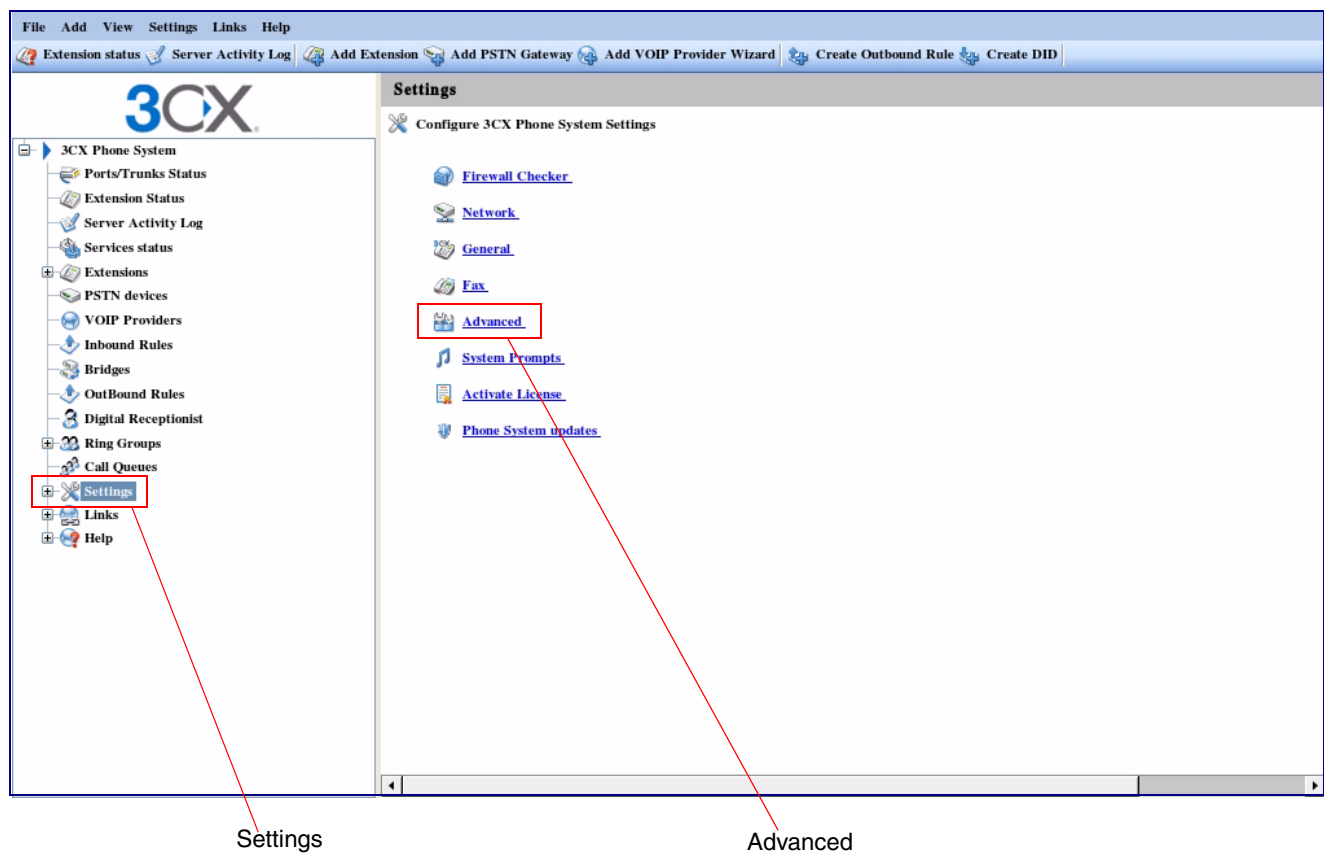 File Add View Settings Links Help
Extension status Server Activity Log Add Extension Add PSTN Gateway Add VOIP Provider Wizard Create Outbound Rule Create DID
3CX
3CX Phone System
Ports/Trunks Status
Extension Status
Server Activity Log
Services status
Extensions
PSTN devices
VOIP Providers
Inbound Rules
Bridges
OutBound Rules
Digital Receptionist
Ring Groups
Call Queues
Settings
Links
Help
Settings
Configure 3CX Phone System Settings
Firewall Checker
Network
General
Fax
Advanced
System Prompts
Activate License
Phone System updates
Settings
Advanced